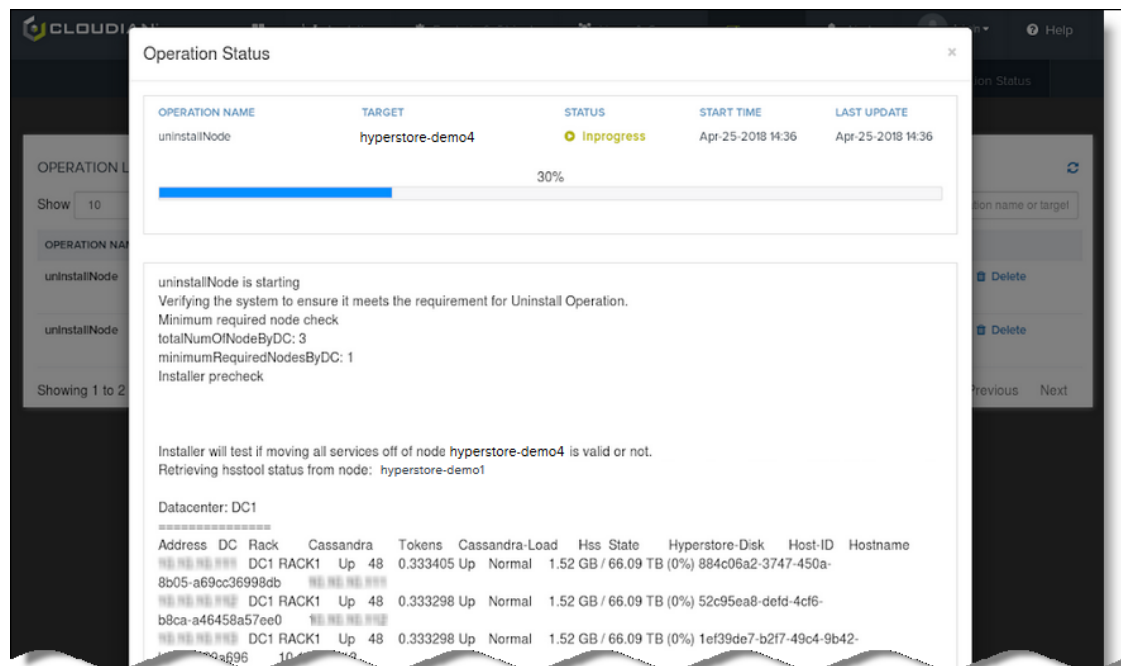 CLOUDIAN
Help
Operation Status
×
ion Status
OPERATION NAME TARGET STATUS START TIME LAST UPDATE
uninstallNode hyperstore-demo4 Inprogress Apr-25-2018 14:36 Apr-25-2018 14:36
OPERATION L
30%
Show 10
tion name or target
OPERATION NAM
uninstallNode
Delete
uninstallNode is starting
Verifying the system to ensure it meets the requirement for Uninstall Operation.
Minimum required node check
uninstallNode
Delete
totalNumOfNodeByDC: 3
minimumRequiredNodesByDC: 1
Installer precheck
Showing 1 to 2
Previous Next
Installer will test if moving all services off of node hyperstore-demo4 is valid or not.
Retrieving hsstool status from node: hyperstore-demo1
Datacenter: DC1
===============
Address DC Rack Cassandra Tokens Cassandra-Load Hss State Hyperstore-Disk Host-ID Hostname
DC1 RACK1 Up 48 0.333405 Up Normal 1.52 GB / 66.09 TB (0%) 884c06a2-3747-450a-
8b05-a69cc36998db
DC1 RACK1 Up 48 0.333298 Up Normal 1.52 GB / 66.09 TB (0%) 52c95ea8-defd-4cf6-
b8ca-a46458a57ee0
DC1 RACK1 Up 48 0.333298 Up Normal 1.52 GB / 66.09 TB (0%) 1ef39de7-b2f7-49c4-9b42-